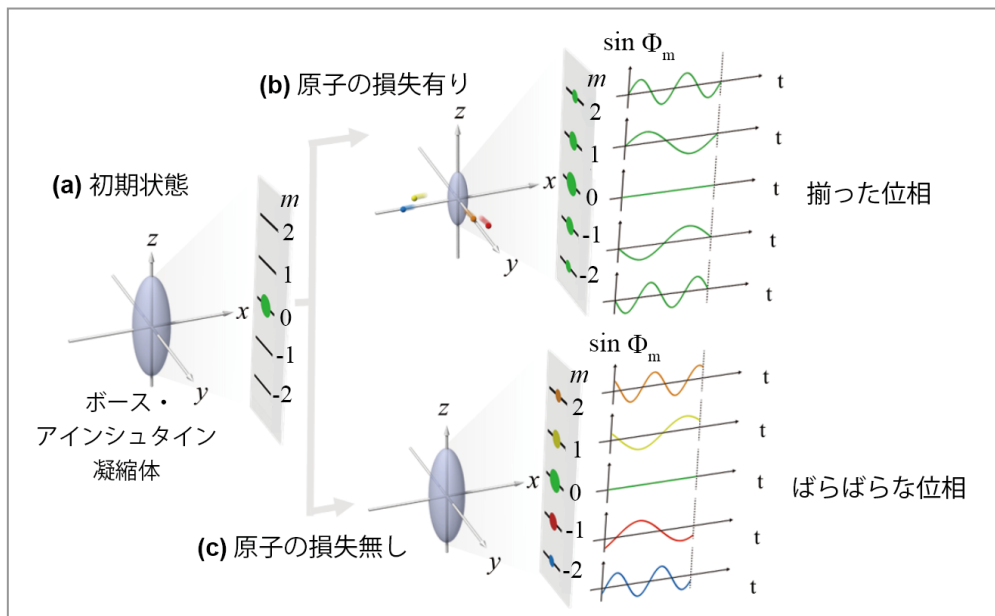 (a) 初期状態
z
x
y
m
2
1
0
-1
-2
ボース・
アインシュタイン
凝縮体
(b) 原子の損失有り
z
x
y
m
2
1
0
-1
-2
sin Φm
t
t
t
t
t
揃った位相
(c) 原子の損失無し
z
x
y
m
2
1
0
-1
-2
sin Φm
t
t
t
t
t
ばらばらな位相